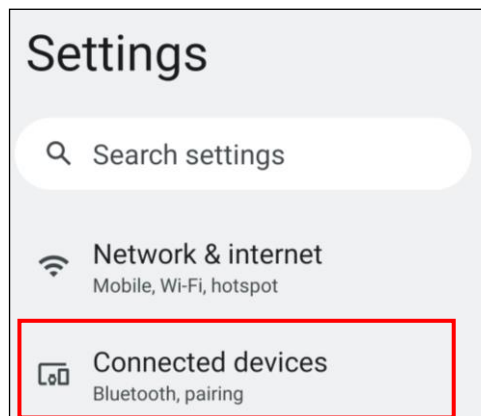 Settings
Search settings
Network & internet
Mobile, Wi-Fi, hotspot
Connected devices
Bluetooth, pairing